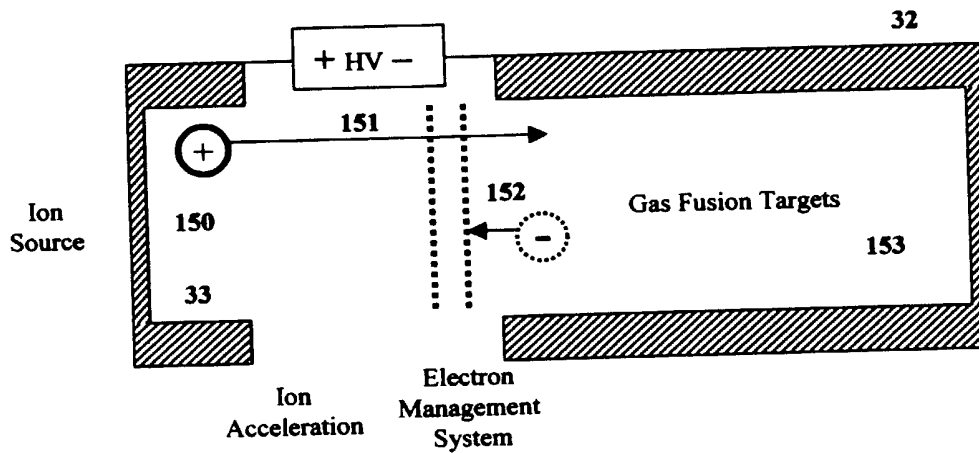 32
+ HV −
151
+
152
Ion
Source
150
Gas Fusion Targets
−
153
33
Ion
Acceleration
Electron
Management
System